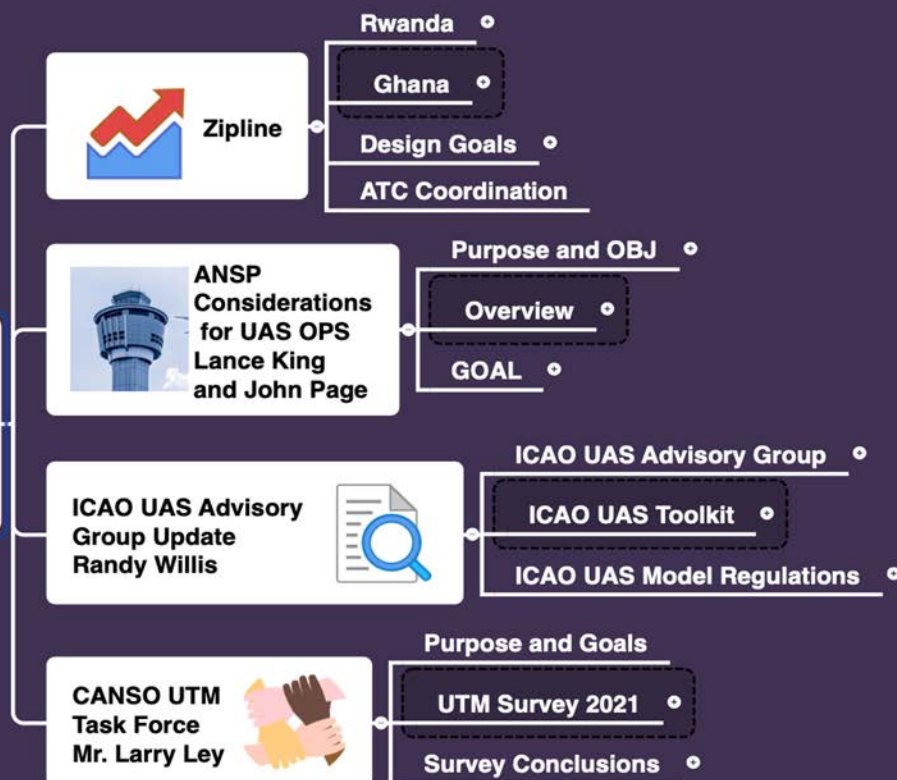 Zipline
Rwanda
Ghana
Design Goals
ATC Coordination
ANSP
Considerations
for UAS OPS
Lance King
and John Page
Purpose and OBJ
Overview
GOAL
ICAO UAS Advisory
Group Update
Randy Willis
ICAO UAS Advisory Group
ICAO UAS Toolkit
ICAO UAS Model Regulations
CANSO UTM
Task Force
Mr. Larry Ley
Purpose and Goals
UTM Survey 2021
Survey Conclusions